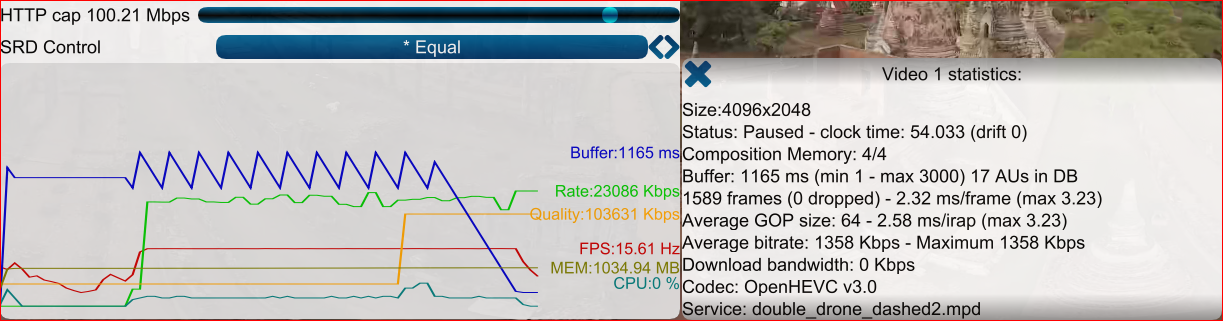 HTTP cap 100.21 Mbps
SRD Control
* Equal
Buffer:1165 ms
Rate:23086 Kbps
Quality:103631 Kbps
FPS:15.61 Hz
MEM:1034.94 MB
CPU:0 %
Video 1 statistics:
Size:4096x2048
Status: Paused - clock time: 54.033 (drift 0)
Composition Memory: 4/4
Buffer: 1165 ms (min 1 - max 3000) 17 AUs in DB
1589 frames (0 dropped) - 2.32 ms/frame (max 3.23)
Average GOP size: 64 - 2.58 ms/irap (max 3.23)
Average bitrate: 1358 Kbps - Maximum 1358 Kbps
Download bandwidth: 0 Kbps
Codec: OpenHEVC v3.0
Service: double_drone_dashed2.mpd